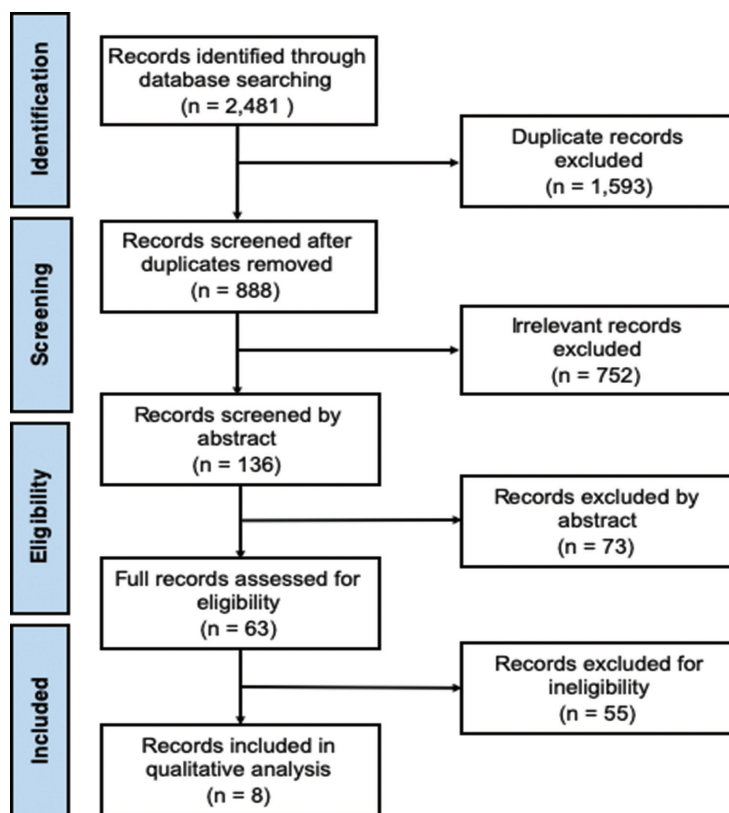 Identification
Records identified through
database searching
(n = 2,481 )
Duplicate records
excluded
(n = 1,593)
Screening
Records screened after
duplicates removed
(n = 888)
Irrelevant records
excluded
(n = 752)
Records screened by
abstract
(n = 136)
Eligibility
Records excluded by
abstract
(n = 73)
Full records assessed for
eligibility
(n = 63)
Included
Records excluded for
ineligibility
(n = 55)
Records included in
qualitative analysis
(n = 8)